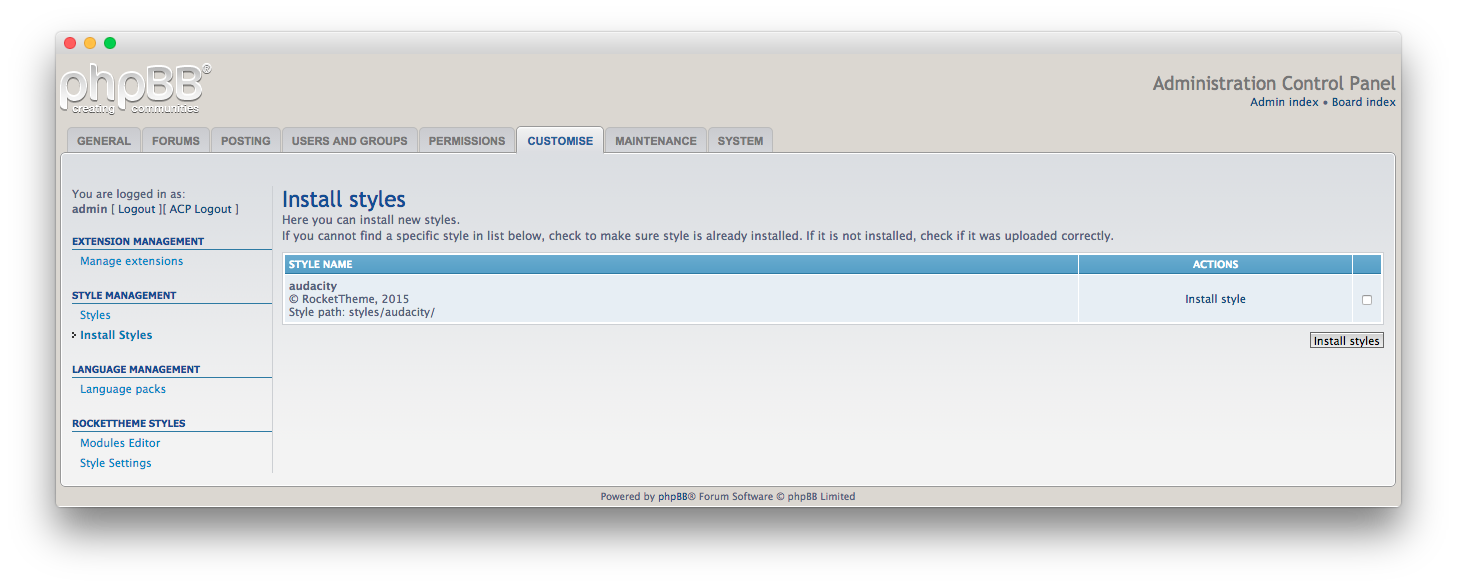 phpBB®
creating communities
Administration Control Panel
Admin index • Board index
GENERAL FORUMS POSTING USERS AND GROUPS PERMISSIONS CUSTOMISE MAINTENANCE SYSTEM
You are logged in as:
admin [ Logout ][ ACP Logout ]
EXTENSION MANAGEMENT
Manage extensions
STYLE MANAGEMENT
Styles
Install Styles
LANGUAGE MANAGEMENT
Language packs
ROCKETTHEME STYLES
Modules Editor
Style Settings
Install styles
Here you can install new styles.
If you cannot find a specific style in list below, check to make sure style is already installed. If it is not installed, check if it was uploaded correctly.
STYLE NAME ACTIONS
audacity
© RocketTheme, 2015
Style path: styles/audacity/
Install style
Install styles
Powered by phpBB® Forum Software © phpBB Limited